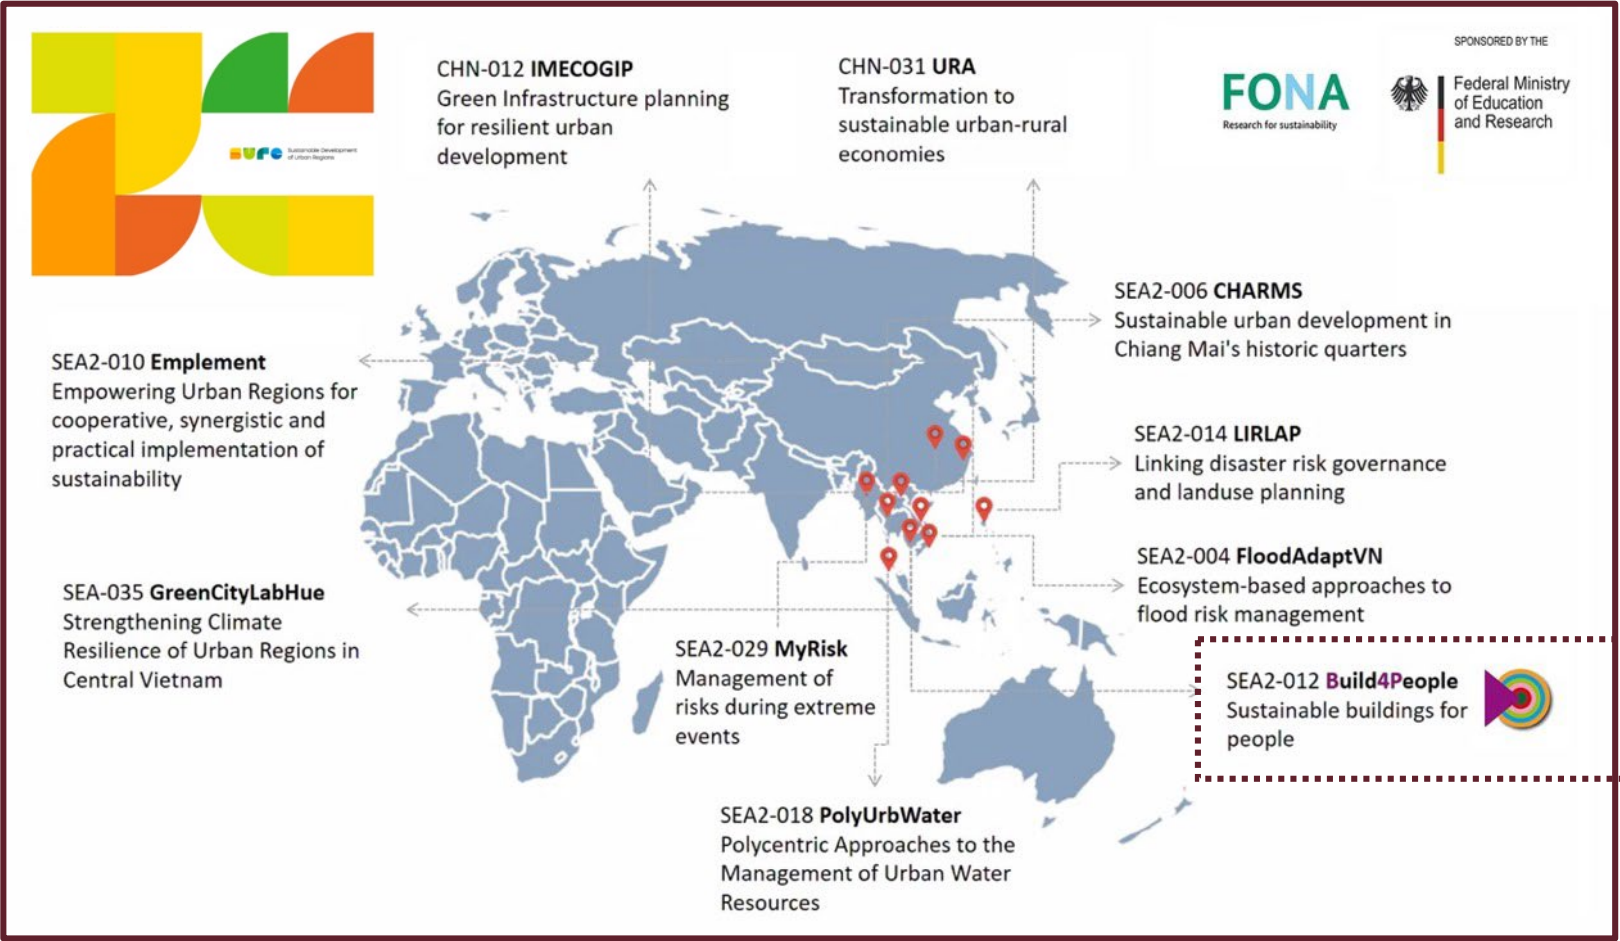 SURE Sustainable Development
of Urban Regions
CHN-012 IMECOGIP
Green Infrastructure planning
for resilient urban
development
CHN-031 URA
Transformation to
sustainable urban-rural
economies
FONA
Research for sustainability
SPONSORED BY THE
Federal Ministry
of Education
and Research
SEA2-006 CHARMS
Sustainable urban development in
Chiang Mai's historic quarters
SEA2-010 Emplement
Empowering Urban Regions for
cooperative, synergistic and
practical implementation of
sustainability
SEA2-014 LIRLAP
Linking disaster risk governance
and landuse planning
SEA2-004 FloodAdaptVN
Ecosystem-based approaches to
flood risk management
SEA-035 GreenCityLabHue
Strengthening Climate
Resilience of Urban Regions in
Central Vietnam
SEA2-029 MyRisk
Management of
risks during extreme
events
SEA2-012 Build4People
Sustainable buildings for
people
SEA2-018 PolyUrbWater
Polycentric Approaches to the
Management of Urban Water
Resources